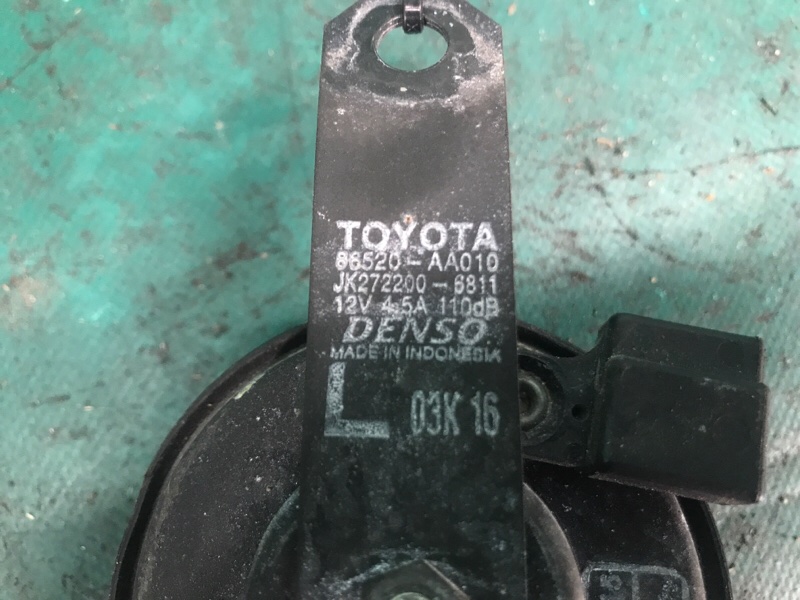 TOYOTA
86520-AA010
JK272200-6811
12V 4.5A 110dB
DENSO
MADE IN INDONESIA
L 03K 16